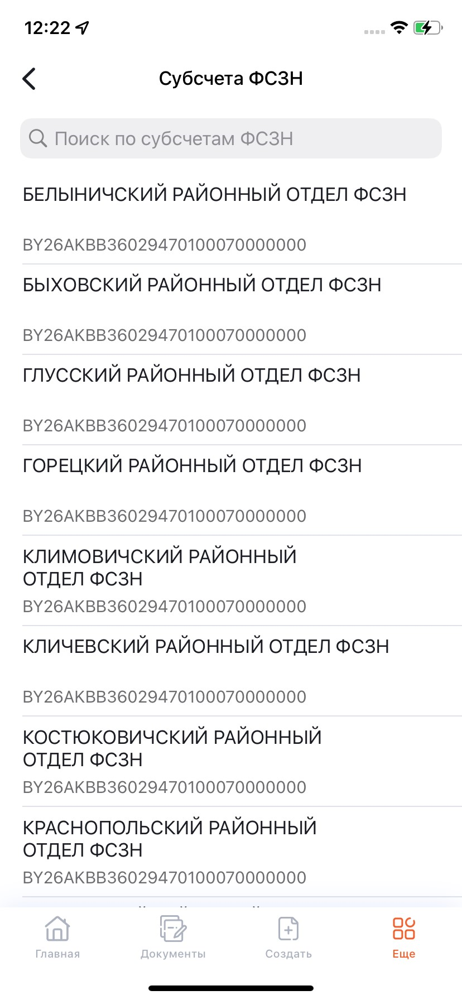 12:22
Субсчета ФСЗН
Поиск по субсчетам ФСЗН
БЕЛЫНИЧСКИЙ РАЙОННЫЙ ОТДЕЛ ФСЗН
BY26AKBB36029470100070000000
БЫХОВСКИЙ РАЙОННЫЙ ОТДЕЛ ФСЗН
BY26AKBB36029470100070000000
ГЛУССКИЙ РАЙОННЫЙ ОТДЕЛ ФСЗН
BY26AKBB36029470100070000000
ГОРЕЦКИЙ РАЙОННЫЙ ОТДЕЛ ФСЗН
BY26AKBB36029470100070000000
КЛИМОВИЧСКИЙ РАЙОННЫЙ
ОТДЕЛ ФСЗН
BY26AKBB36029470100070000000
КЛИЧЕВСКИЙ РАЙОННЫЙ ОТДЕЛ ФСЗН
BY26AKBB36029470100070000000
КОСТЮКОВИЧСКИЙ РАЙОННЫЙ
ОТДЕЛ ФСЗН
BY26AKBB36029470100070000000
КРАСНОПОЛЬСКИЙ РАЙОННЫЙ
ОТДЕЛ ФСЗН
BY26AKBB36029470100070000000
Главная
Документы
Создать
Еще